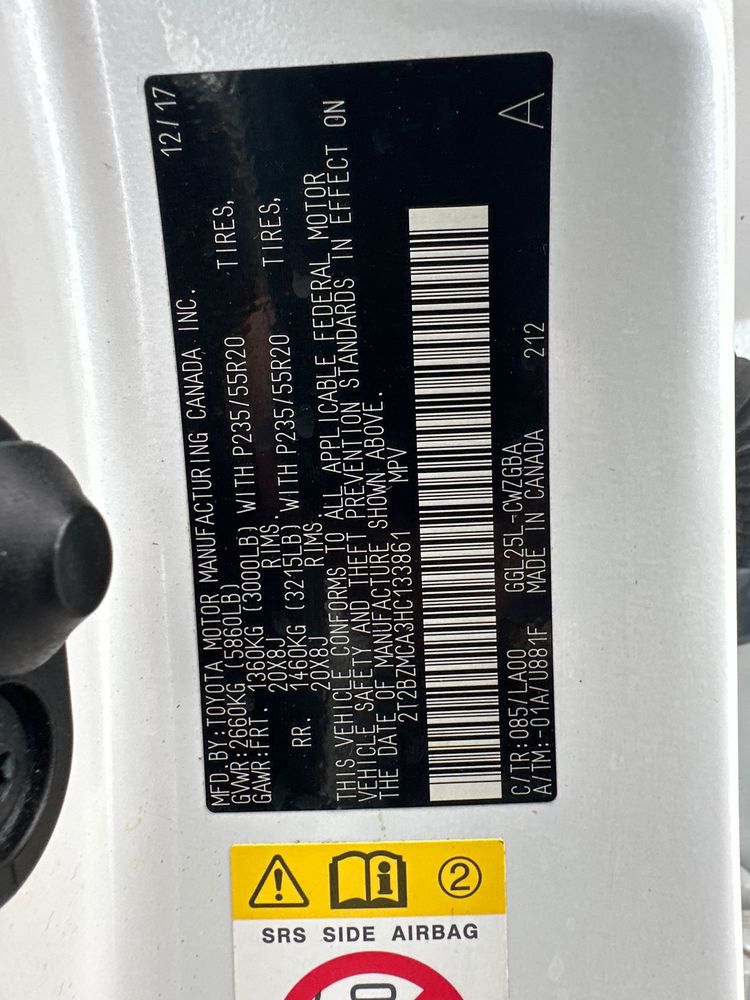 MFD. BY: TOYOTA MOTOR MANUFACTURING CANADA INC. 12/17
GVWR: 2660KG (5860LB)
GAWR: FRT. 1360KG (3000LB) WITH P235/55R20 TIRES,
20X8J RIMS.
RR. 1460KG (3215LB) WITH P235/55R20 TIRES,
20X8J RIMS.
THIS VEHICLE CONFORMS TO ALL APPLICABLE FEDERAL MOTOR
VEHICLE SAFETY AND THEFT PREVENTION STANDARDS IN EFFECT ON
THE DATE OF MANUFACTURE SHOWN ABOVE.
2T2BZMCA3HC133861 MPV
C/TR: 085/LA00 GGL25L-CWZGBA 212 A
A/TM: -01A/U881F MADE IN CANADA
2
SRS SIDE AIRBAG